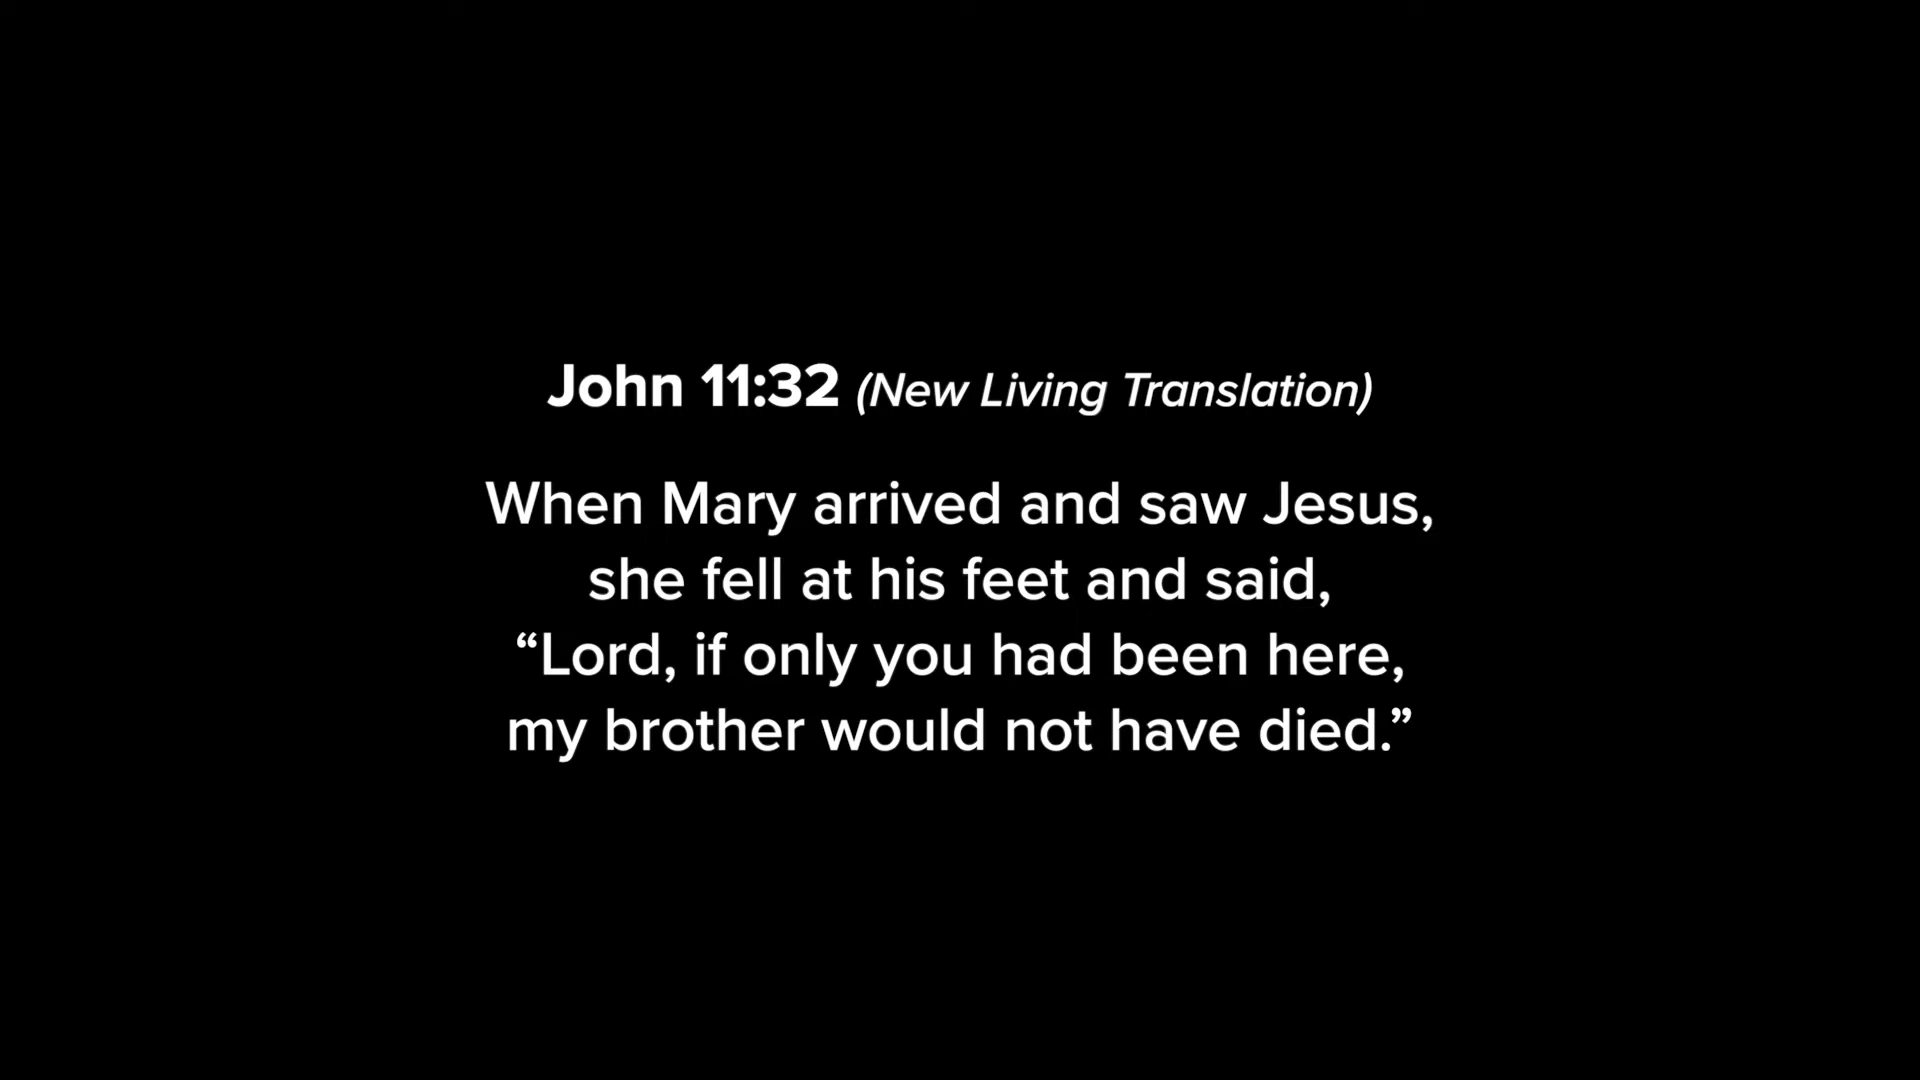 John 11:32 (New Living Translation)
When Mary arrived and saw Jesus,
she fell at his feet and said,
“Lord, if only you had been here,
my brother would not have died.”